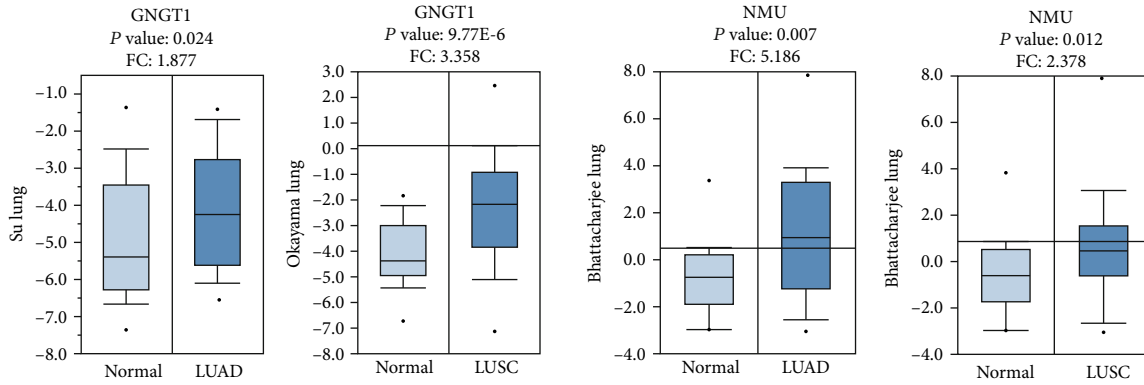 GNGT1
P value: 0.024
FC: 1.877
Su lung
−1.0
−2.0
−3.0
−4.0
−5.0
−6.0
−7.0
−8.0
Normal
LUAD
GNGT1
P value: 9.77E-6
FC: 3.358
Okayama lung
3.0
2.0
1.0
0.0
−1.0
−2.0
−3.0
−4.0
−5.0
−6.0
−7.0
−8.0
Normal
LUSC
NMU
P value: 0.007
FC: 5.186
Bhattacharjee lung
8.0
6.0
4.0
2.0
0.0
−2.0
−4.0
Normal
LUAD
NMU
P value: 0.012
FC: 2.378
Bhattacharjee lung
8.0
6.0
4.0
2.0
0.0
−2.0
−4.0
Normal
LUSC